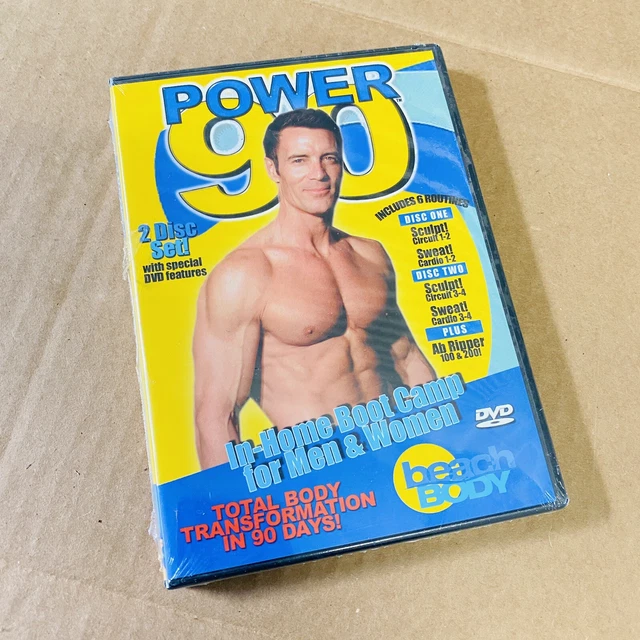 POWER
90™
2 Disc
Set!
with special
DVD features
INCLUDES 6 ROUTINES
DISC ONE
Sculpt!
Circuit 1-2
Sweat!
Cardio 1-2
DISC TWO
Sculpt!
Circuit 3-4
Sweat!
Cardio 3-4
PLUS
Ab Ripper
100 & 200!
In-Home Boot Camp
for Men & Women
DVD
beach
BODY
TOTAL BODY
TRANSFORMATION
IN 90 DAYS!